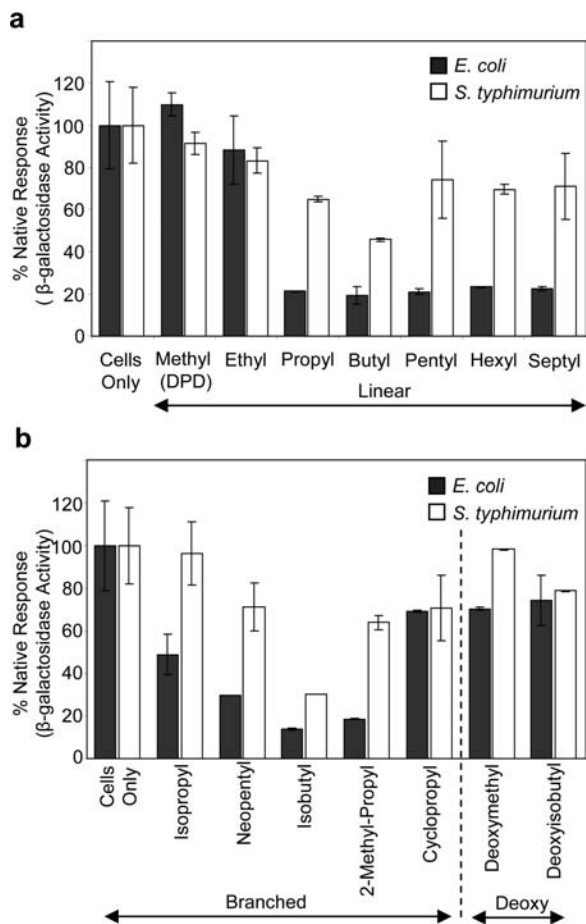 a
E. coli
S. typhimurium
120
100
80
60
40
20
0
% Native Response
( β-galactosidase Activity)
Cells
Only
Methyl
(DPD)
Ethyl
Propyl
Butyl
Pentyl
Hexyl
Septyl
Linear
b
E. coli
S. typhimurium
120
100
80
60
40
20
0
% Native Response
(β-galactosidase Activity)
Cells
Only
Isopropyl
Neopentyl
Isobutyl
2-Methyl-Propyl
Cyclopropyl
Deoxymethyl
Deoxyisobutyl
Branched
Deoxy